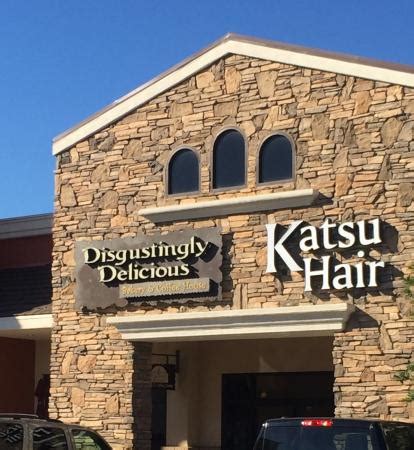 Disgustingly
Delicious
Bakery & Coffee House
Katsu
Hair